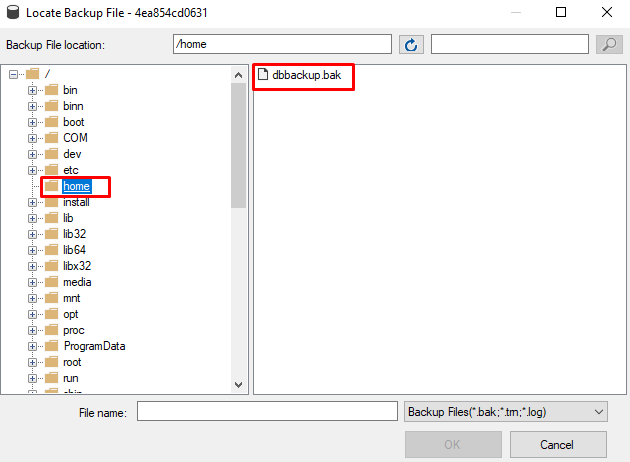 Locate Backup File - 4ea854cd0631
Backup File location:
/home
/
bin
binn
boot
COM
dev
etc
home
install
lib
lib32
lib64
libx32
media
mnt
opt
proc
ProgramData
root
run
dbbackup.bak
File name:
Backup Files(*.bak;*.trn;*.log)
OK
Cancel